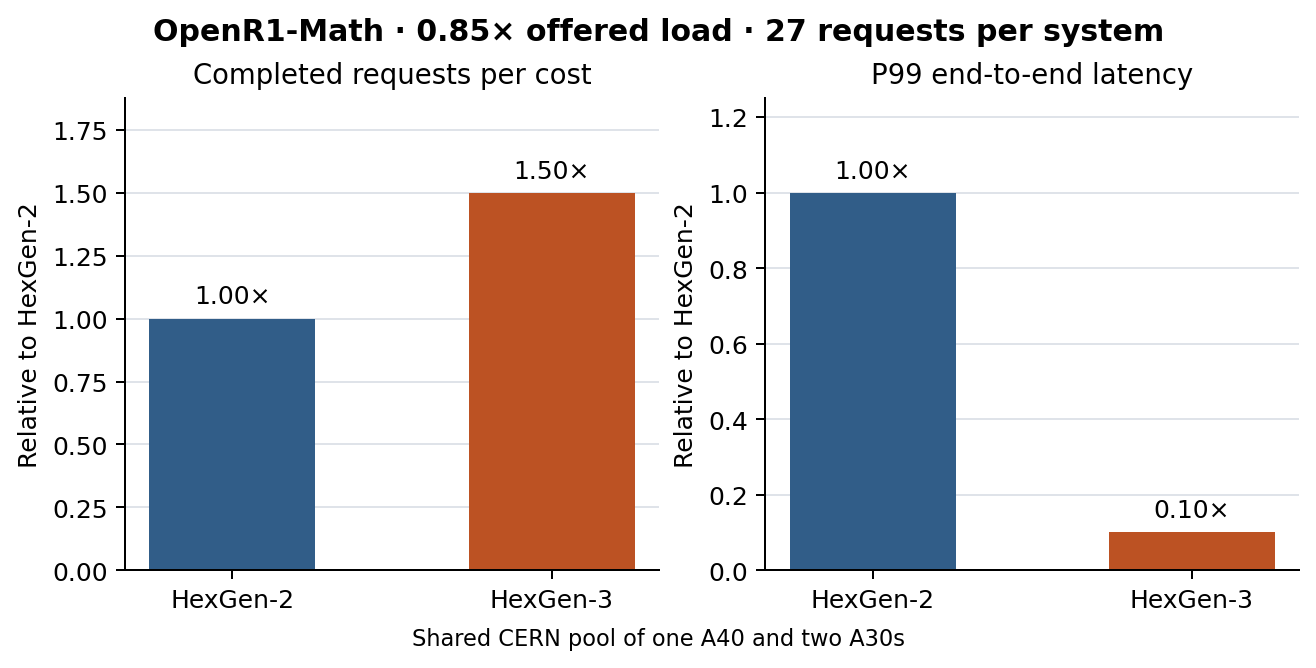 OpenR1-Math · 0.85× offered load · 27 requests per system
Completed requests per cost
Relative to HexGen-2
1.75
1.50
1.25
1.00
0.75
0.50
0.25
0.00
1.00×
1.50×
HexGen-2
HexGen-3
P99 end-to-end latency
Relative to HexGen-2
1.2
1.0
0.8
0.6
0.4
0.2
0.0
1.00×
0.10×
HexGen-2
HexGen-3
Shared CERN pool of one A40 and two A30s